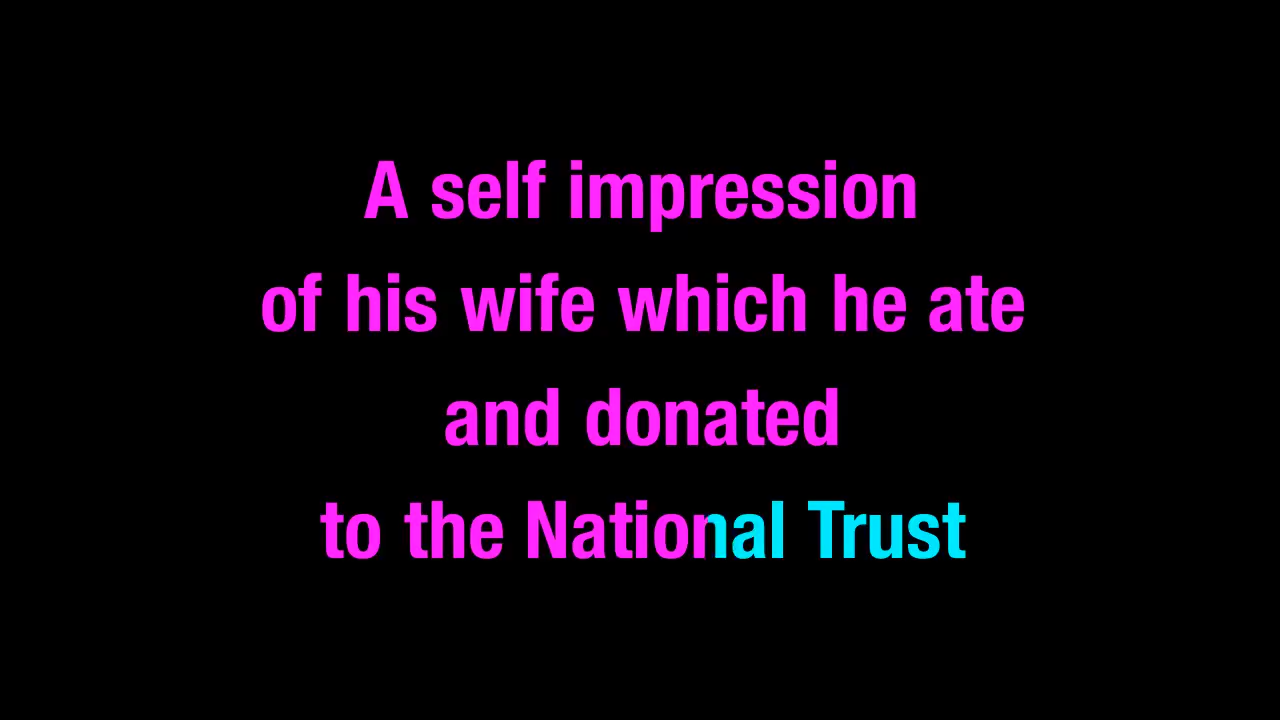 A self impression
of his wife which he ate
and donated
to the National Trust